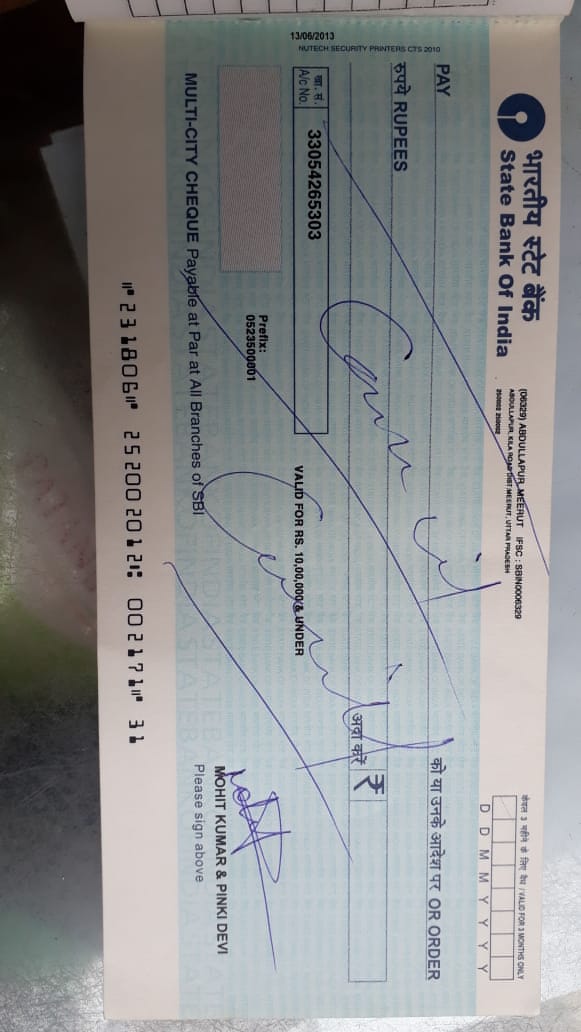 भारतीय स्टेट बैंक
State Bank Of India
(06329) ABDULLAPUR, MEERUT IFSC : SBIN0006329
ABDULLAPUR, KILA ROAD DIST:MEERUT, UTTAR PRADESH
250002 250002
केवल 3 महीने के लिए वैध / VALID FOR 3 MONTHS ONLY
D D M M Y Y Y Y
PAY
को या उनके आदेश पर OR ORDER
रुपये RUPEES
अदा करें ₹
खा. सं.
A/c No.
33054265303
VALID FOR RS. 10,00,000/& UNDER
13/06/2013
NUTECH SECURITY PRINTERS CTS 2010
Prefix:
0523500001
MOHIT KUMAR & PINKI DEVI
Please sign above
MULTI-CITY CHEQUE Payable at Par at All Branches of SBI
⑈231806⑈ 252002012⑆ 002171⑈ 31